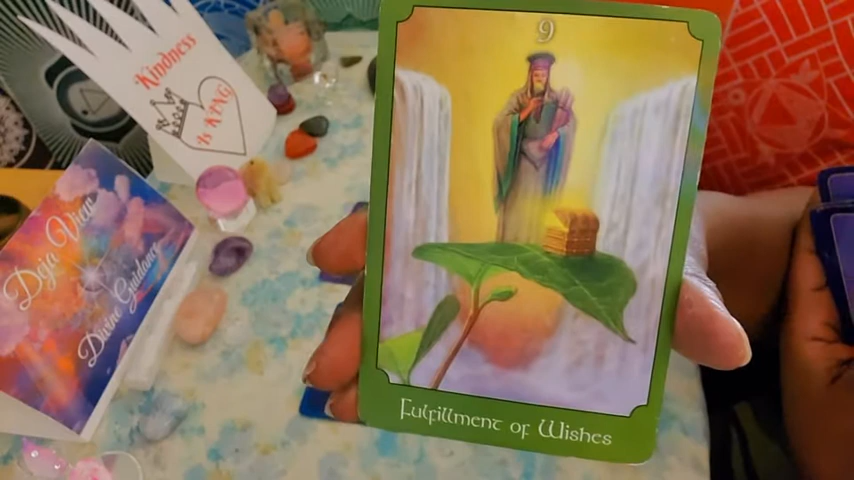 Kindness
is KING
Deja View
Divine Guidance
9
Fulfillment of Wishes